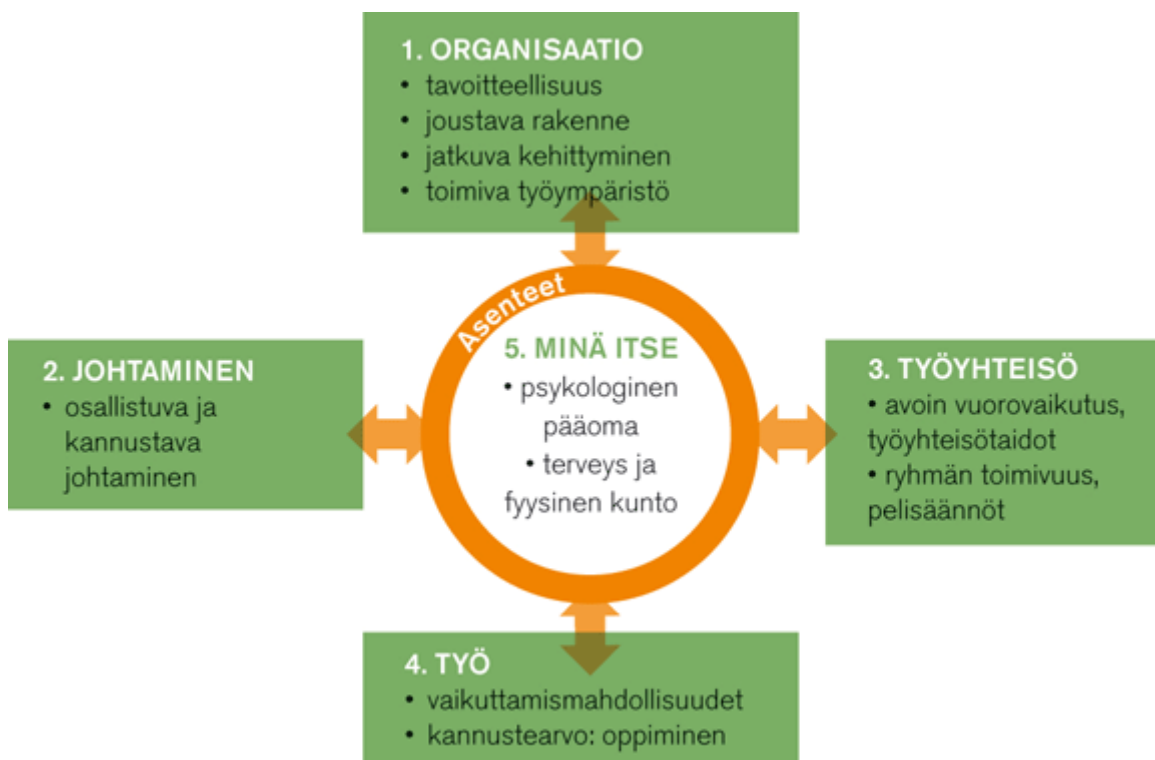 1. ORGANISAATIO
• tavoitteellisuus
• joustava rakenne
• jatkuva kehittyminen
• toimiva työympäristö
Asenteet
5. MINÄ ITSE
• psykologinen
pääoma
• terveys ja
fyysinen kunto
2. JOHTAMINEN
• osallistuva ja
kannustava
johtaminen
3. TYÖYHTEISÖ
• avoin vuorovaikutus,
työyhteisötaidot
• ryhmän toimivuus,
pelisäännöt
4. TYÖ
• vaikuttamismahdollisuudet
• kannustearvo: oppiminen